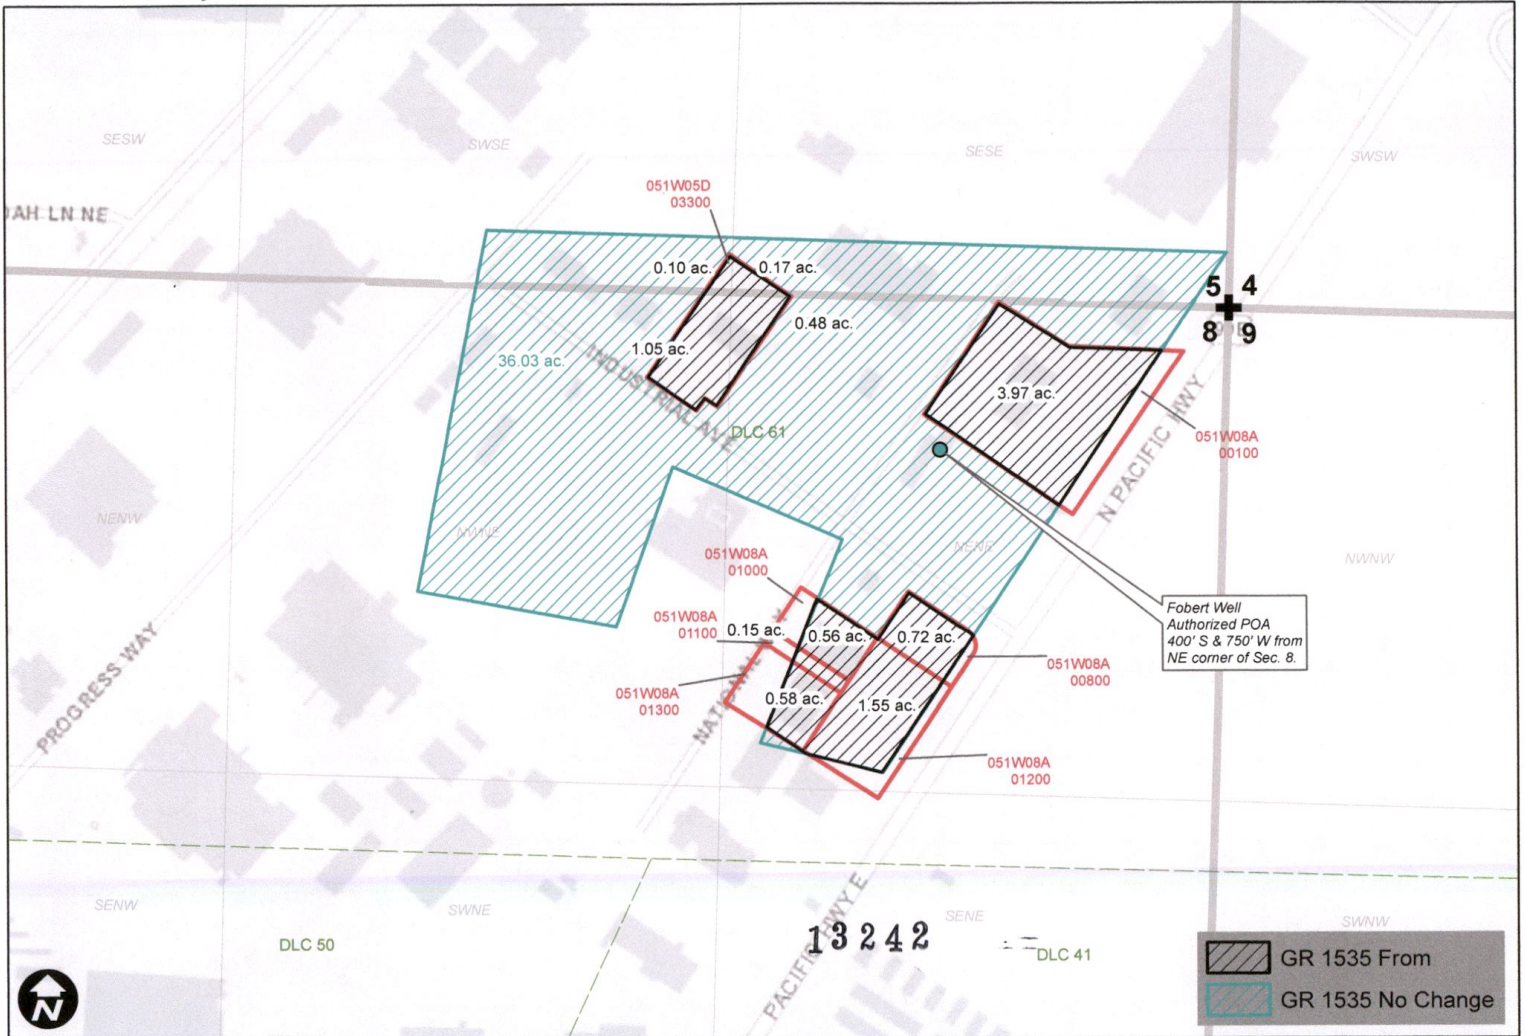 SESW
SWSE
SESE
SWSW
051W05D
03300
OAH LN NE
0.10 ac.
0.17 ac.
5 4
8 9
0.48 ac.
1.05 ac.
36.03 ac.
INDUSTRIAL AVE
3.97 ac.
DLC 61
051W08A
00100
N PACIFIC HWY
NENW
NWNE
NENE
NWNW
051W08A
01000
051W08A
01100
0.15 ac.
0.56 ac.
0.72 ac.
Fobert Well
Authorized POA
400' S & 750' W from
NE corner of Sec. 8.
051W08A
00800
051W08A
01300
0.58 ac.
1.55 ac.
PROGRESS WAY
051W08A
01200
SENW
SWNE
SENE
SWNW
PACIFIC HWY E
13242
DLC 50
DLC 41
N
GR 1535 From
GR 1535 No Change